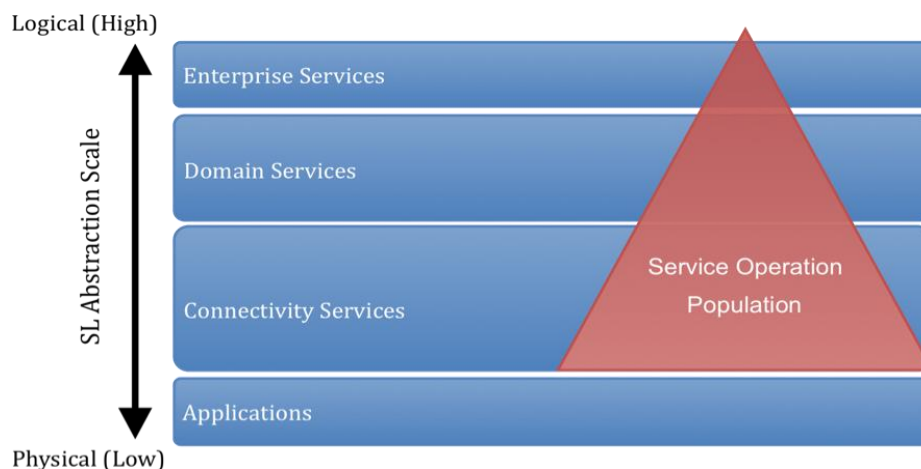 Logical (High)
Enterprise Services
Domain Services
SL Abstraction Scale
Service Operation
Population
Connectivity Services
Applications
Physical (Low)